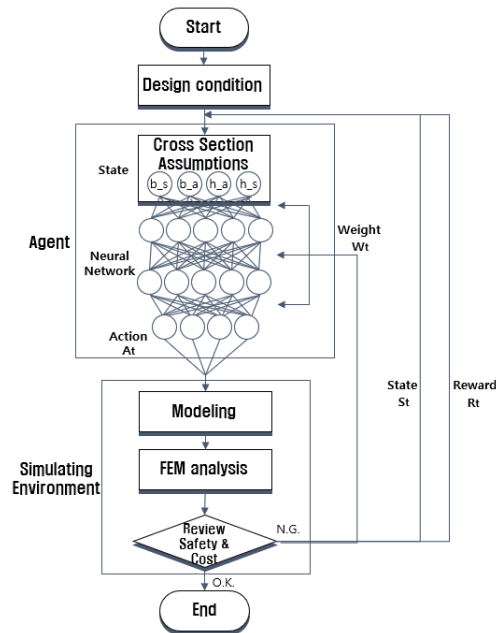 Start
Design condition
Cross Section
Assumptions
State
b_s
b_a
h_a
h_s
Agent
Neural
Network
Weight
Wt
Action
At
State
St
Reward
Rt
Modeling
Simulating
Environment
FEM analysis
Review
Safety &
Cost
N.G.
O.K.
End